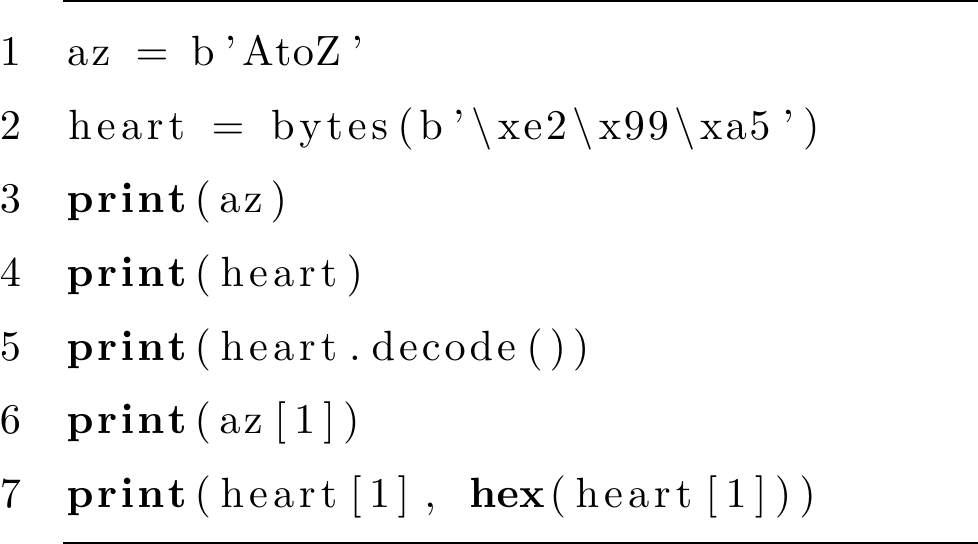 1 az = b'AtoZ'
2 heart = bytes(b'\xe2\x99\xa5')
3 print(az)
4 print(heart)
5 print(heart.decode())
6 print(az[1])
7 print(heart[1], hex(heart[1]))